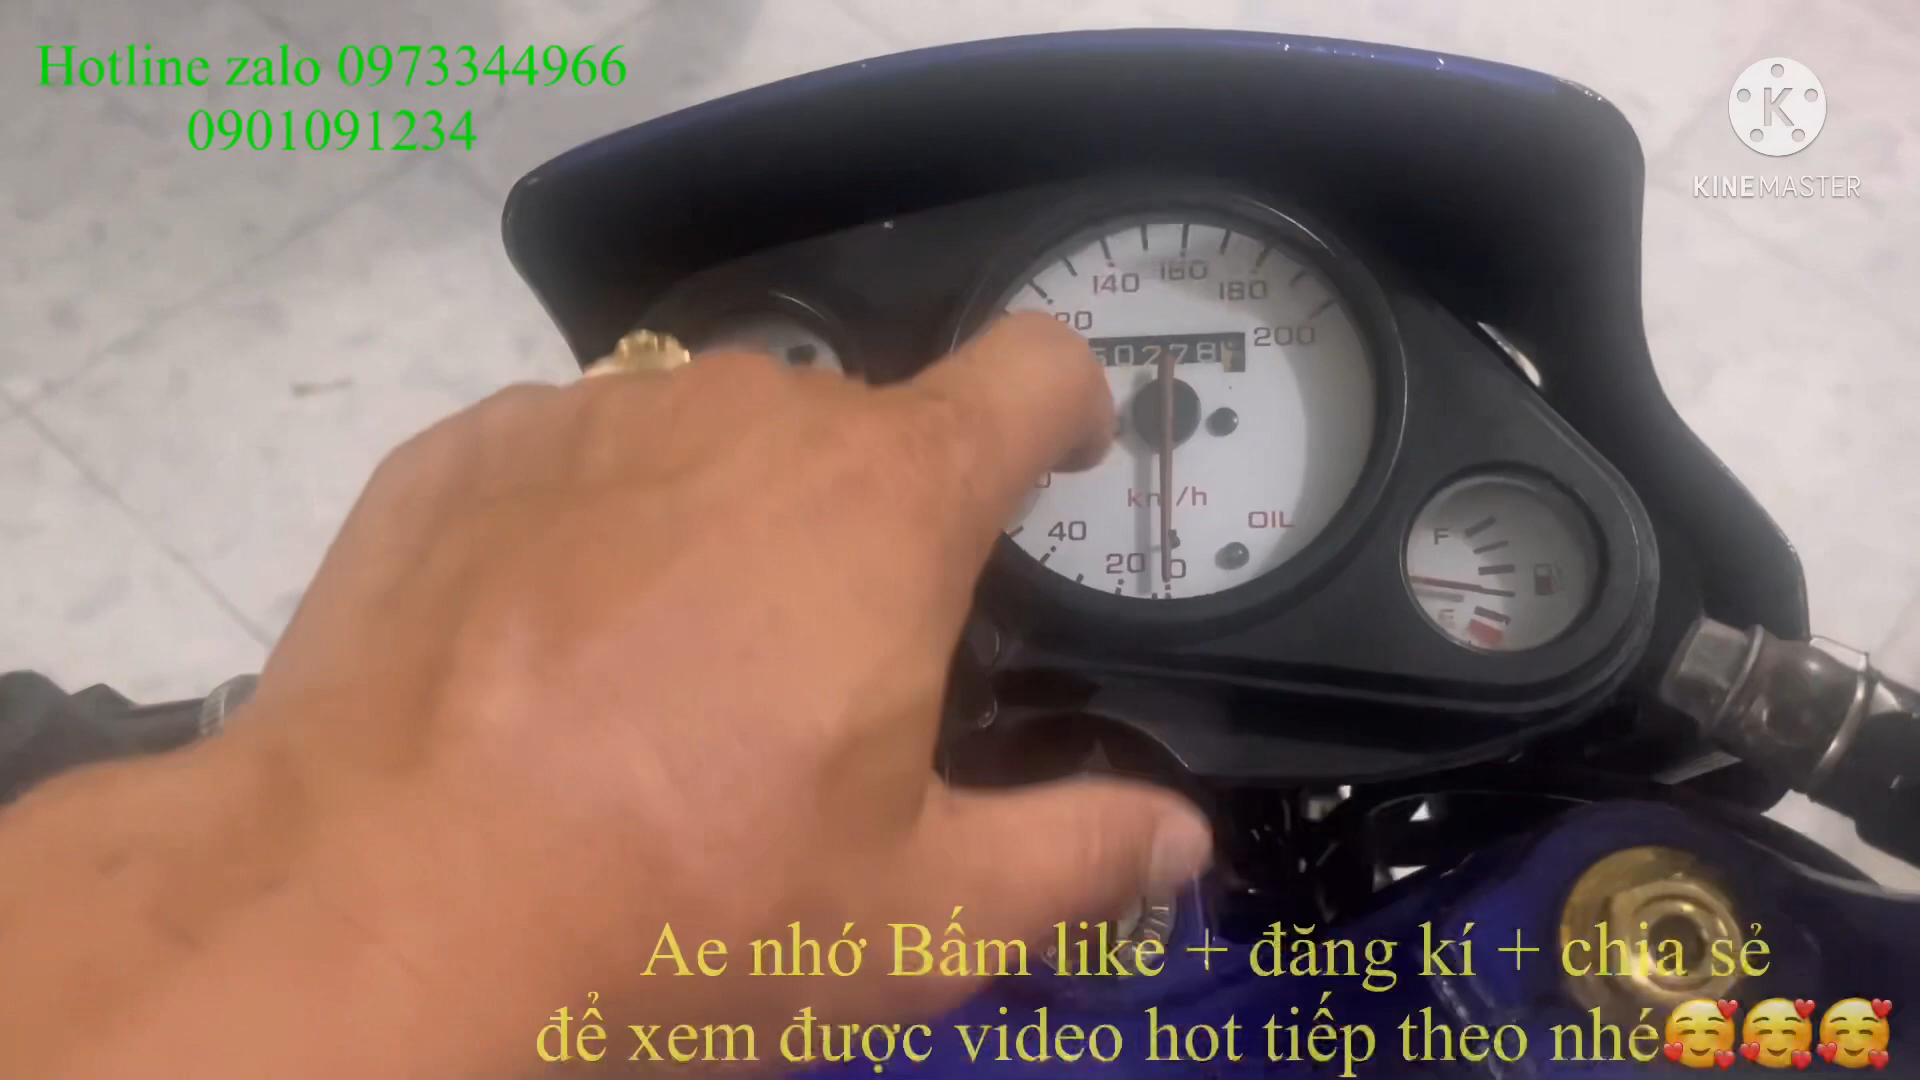 Hotline zalo 0973344966
0901091234
KINEMASTER
140 160 180 200
km/h
OIL
40
20
0
F
E
Ae nhớ Bấm like + đăng kí + chia sẻ
để xem được video hot tiếp theo nhé🥰🥰🥰